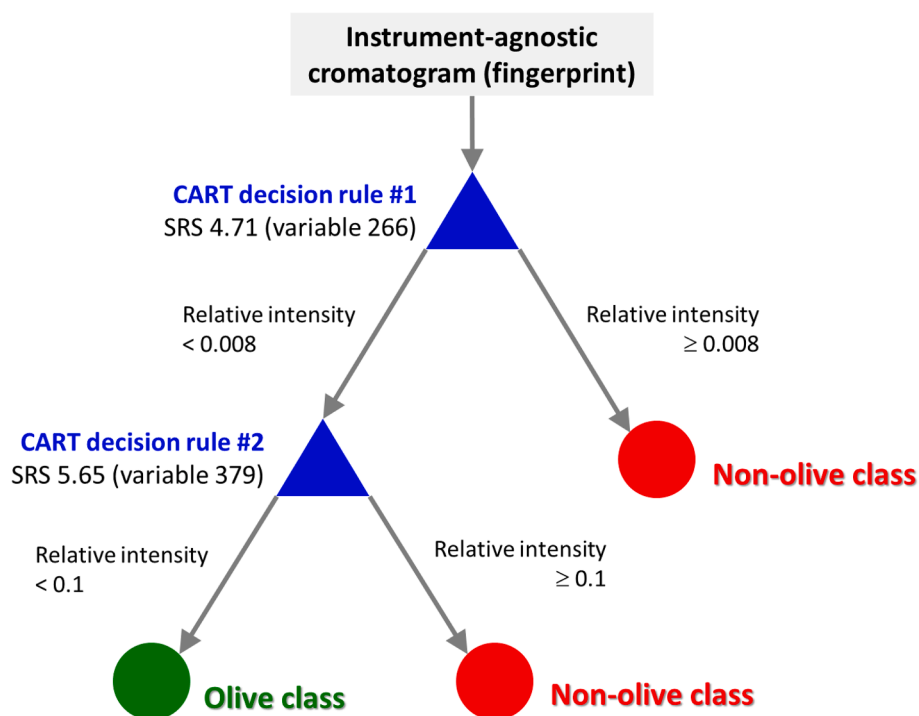 Instrument-agnostic
cromatogram (fingerprint)
CART decision rule #1
SRS 4.71 (variable 266)
Relative intensity
< 0.008
Relative intensity
≥ 0.008
CART decision rule #2
SRS 5.65 (variable 379)
Non-olive class
Relative intensity
< 0.1
Relative intensity
≥ 0.1
Olive class
Non-olive class